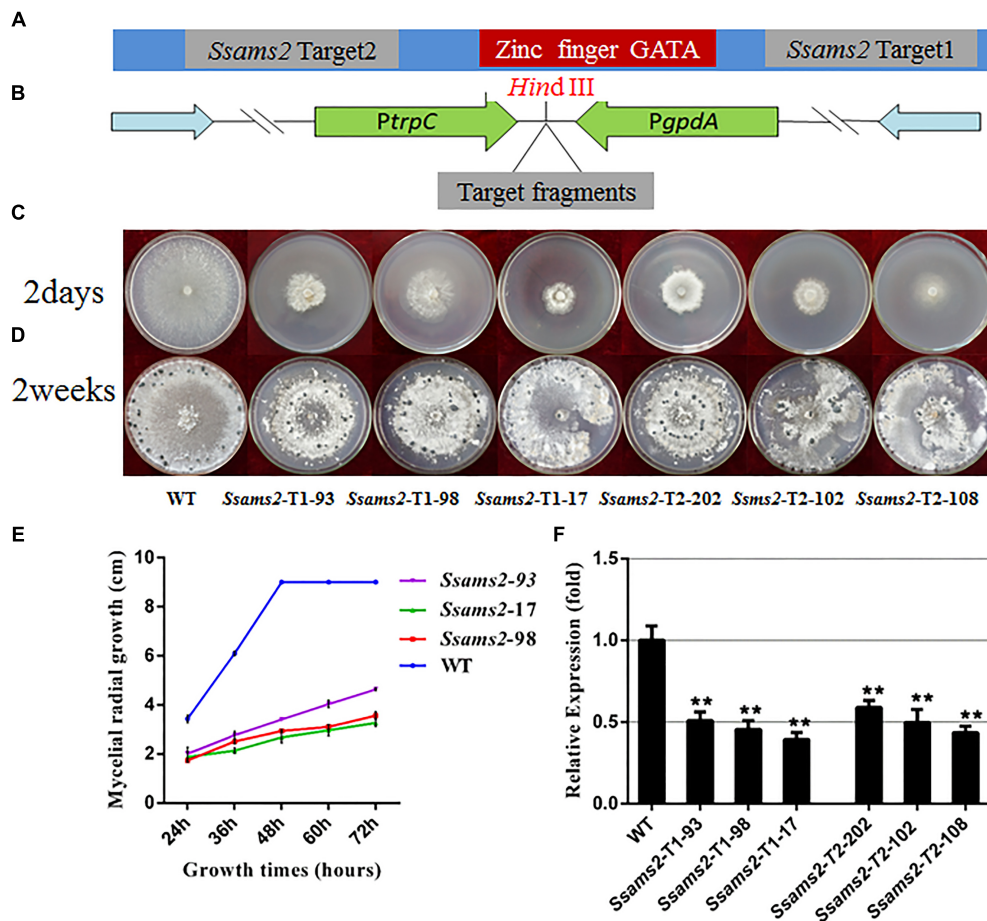 A
Ssams2 Target2
Zinc finger GATA
Ssams2 Target1
B
Hind III
PtrpC
PgpdA
Target fragments
C
2days
D
2weeks
WT Ssams2-T1-93 Ssams2-T1-98 Ssams2-T1-17 Ssams2-T2-202 Ssms2-T2-102 Ssams2-T2-108
E
Mycelial radial growth (cm)
10
8
6
4
2
0
24h 36h 48h 60h 72h
Growth times (hours)
Ssams2-93
Ssams2-17
Ssams2-98
WT
F
Relative Expression (fold)
1.5
1.0
0.5
0.0
** ** ** ** ** **
WT Ssams2-T1-93 Ssams2-T1-98 Ssams2-T1-17 Ssams2-T2-202 Ssams2-T2-102 Ssams2-T2-108